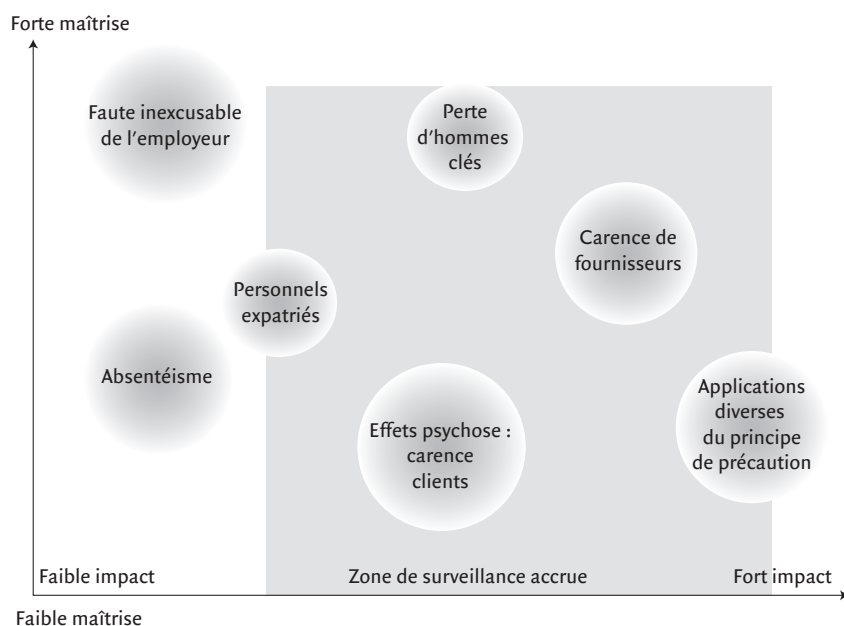 Forte maîtrise
Faute inexcusable
de l'employeur
Perte
d'hommes
clés
Carence de
fournisseurs
Personnels
expatriés
Absentéisme
Effets psychose :
carence
clients
Applications
diverses
du principe
de précaution
Faible impact
Zone de surveillance accrue
Fort impact
Faible maîtrise